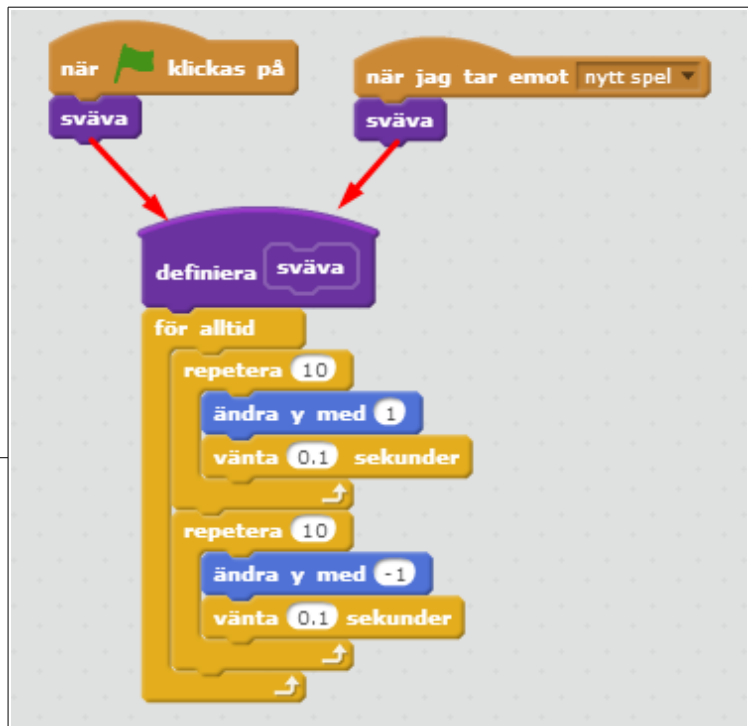 när klickas på
sväva
när jag tar emot nytt spel
sväva
definiera sväva
för alltid
repetera 10
ändra y med 1
vänta 0.1 sekunder
repetera 10
ändra y med -1
vänta 0.1 sekunder